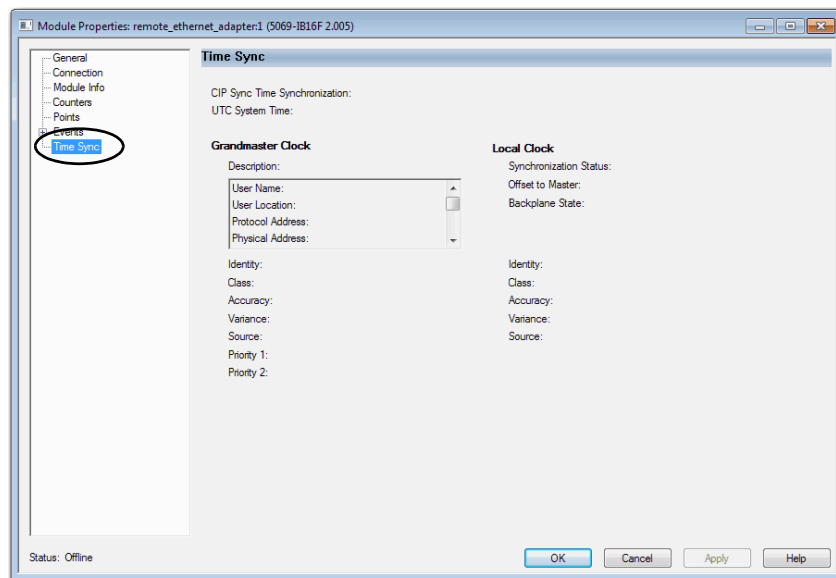 Module Properties: remote_ethernet_adapter:1 (5069-IB16F 2.005)
General
Connection
Module Info
Counters
Points
Events
Time Sync
Time Sync
CIP Sync Time Synchronization:
UTC System Time:
Grandmaster Clock
Description:
User Name:
User Location:
Protocol Address:
Physical Address:
Identity:
Class:
Accuracy:
Variance:
Source:
Priority 1:
Priority 2:
Local Clock
Synchronization Status:
Offset to Master:
Backplane State:
Identity:
Class:
Accuracy:
Variance:
Source:
Status: Offline
OK
Cancel
Apply
Help